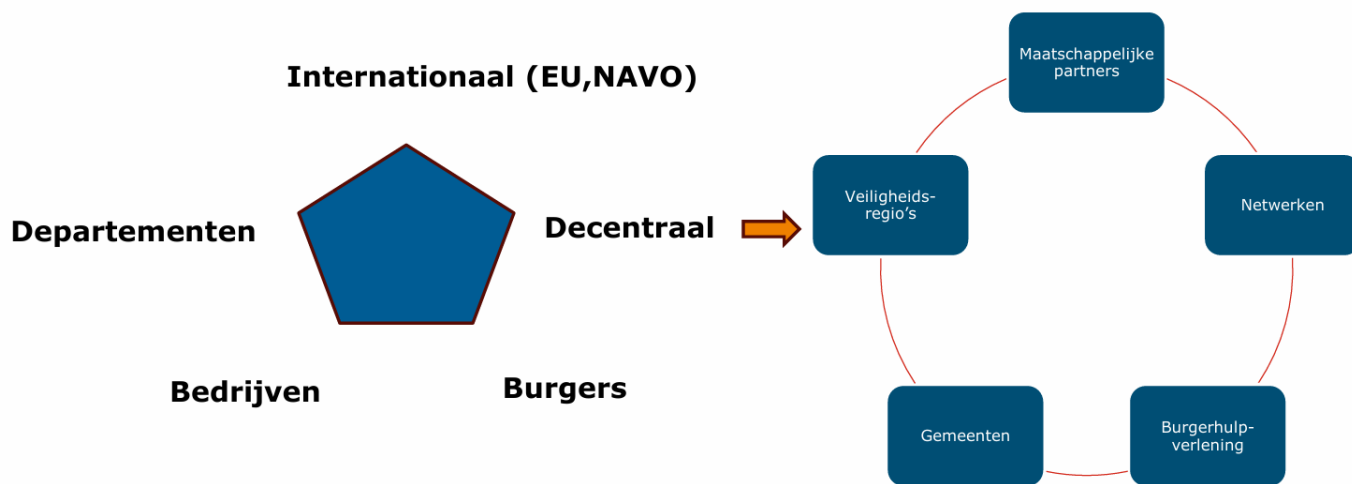 Internationaal (EU,NAVO)
Departementen
Decentraal
Bedrijven
Burgers
Maatschappelijke
partners
Veiligheids-
regio’s
Netwerken
Gemeenten
Burgerhulp-
verlening